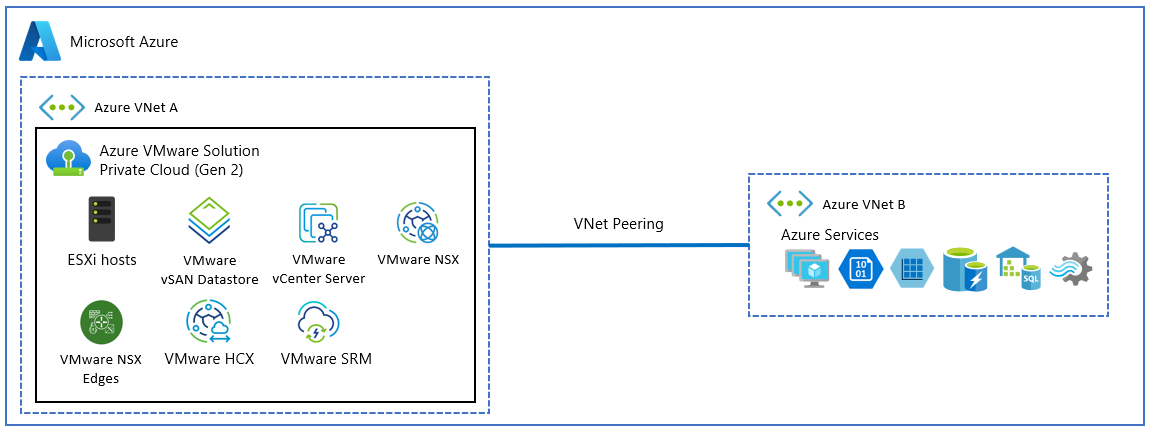 Microsoft Azure
Azure VNet A
Azure VMware Solution
Private Cloud (Gen 2)
ESXi hosts
VMware
vSAN Datastore
VMware
vCenter Server
VMware NSX
VMware NSX
Edges
VMware HCX
VMware SRM
VNet Peering
Azure VNet B
Azure Services
10
01
SQL